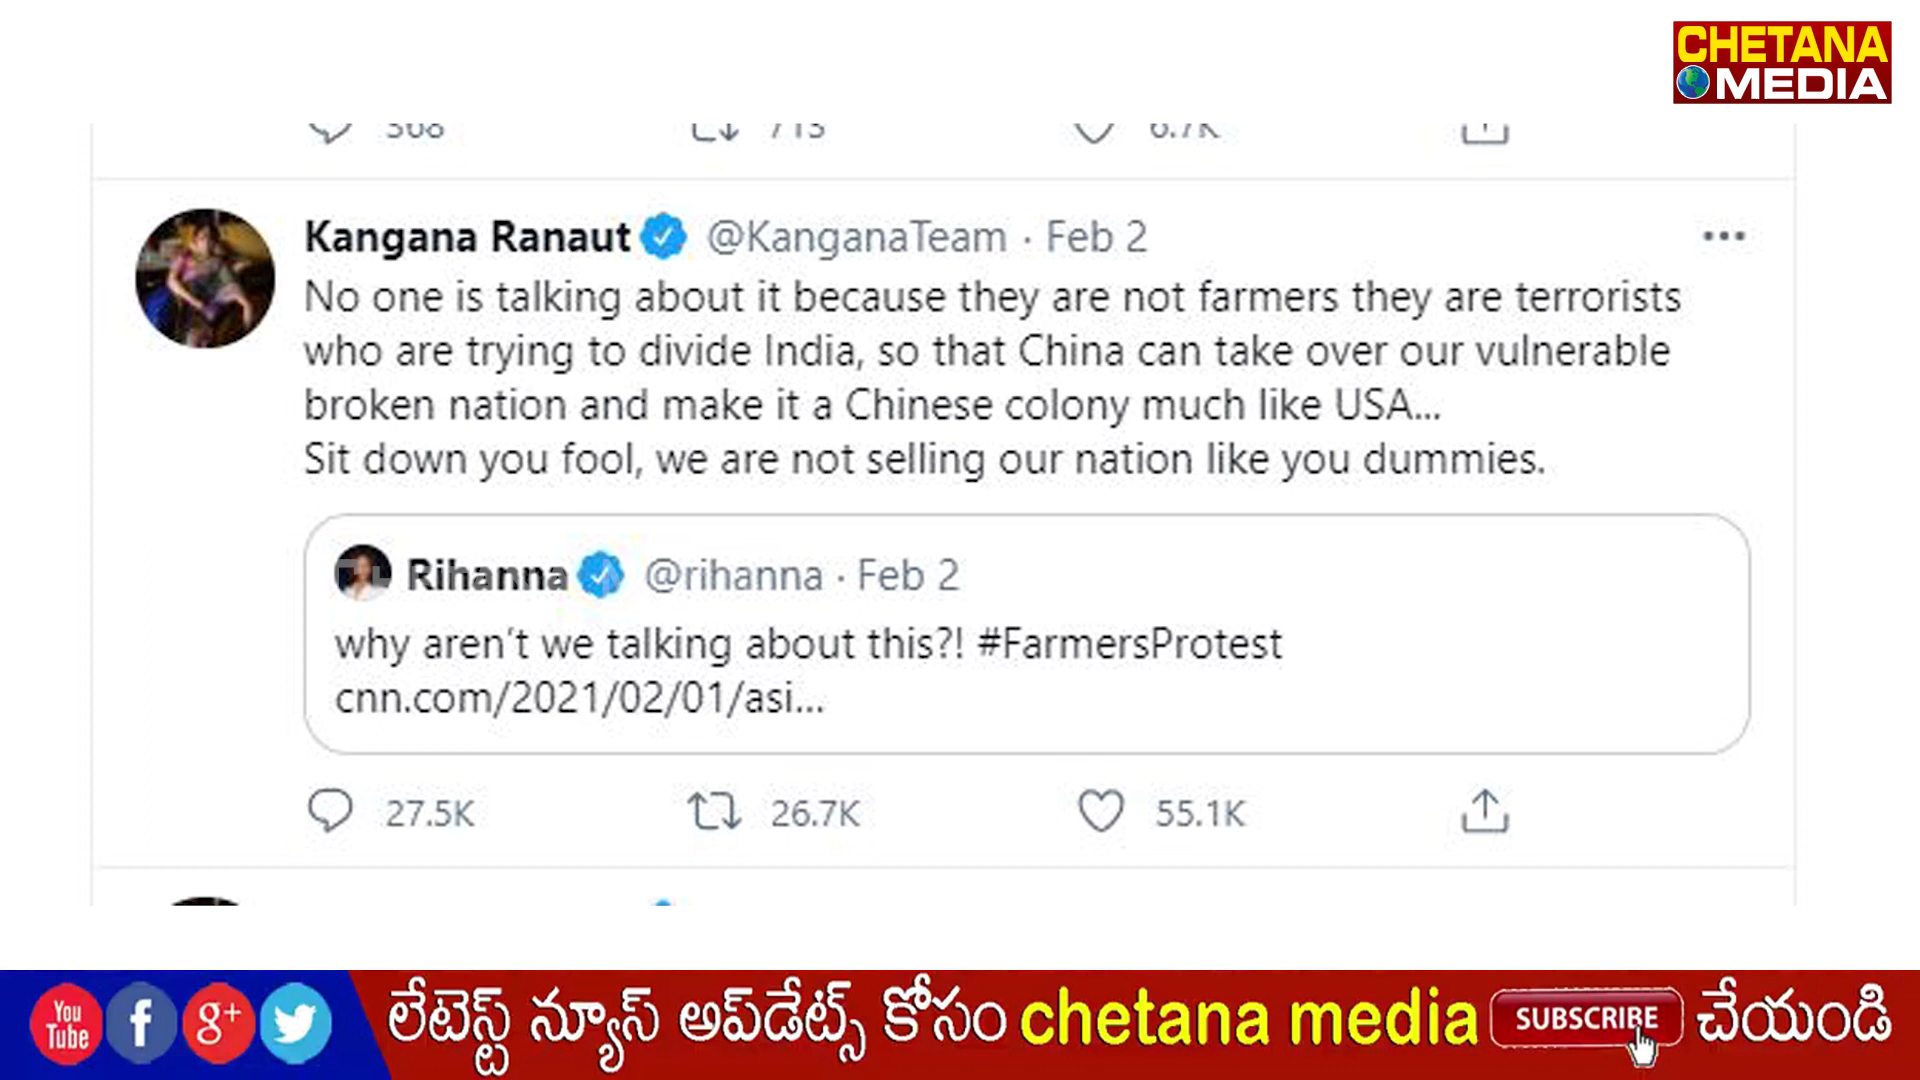 CHETANA
MEDIA
308 713 6.7K
Kangana Ranaut @KanganaTeam · Feb 2
No one is talking about it because they are not farmers they are terrorists
who are trying to divide India, so that China can take over our vulnerable
broken nation and make it a Chinese colony much like USA...
Sit down you fool, we are not selling our nation like you dummies.
Rihanna @rihanna · Feb 2
why aren't we talking about this?! #FarmersProtest
cnn.com/2021/02/01/asi...
27.5K 26.7K 55.1K
You
Tube f g+ లేటెస్ట్ న్యూస్ అప్‌డేట్స్ కోసం chetana media SUBSCRIBE చేయండి